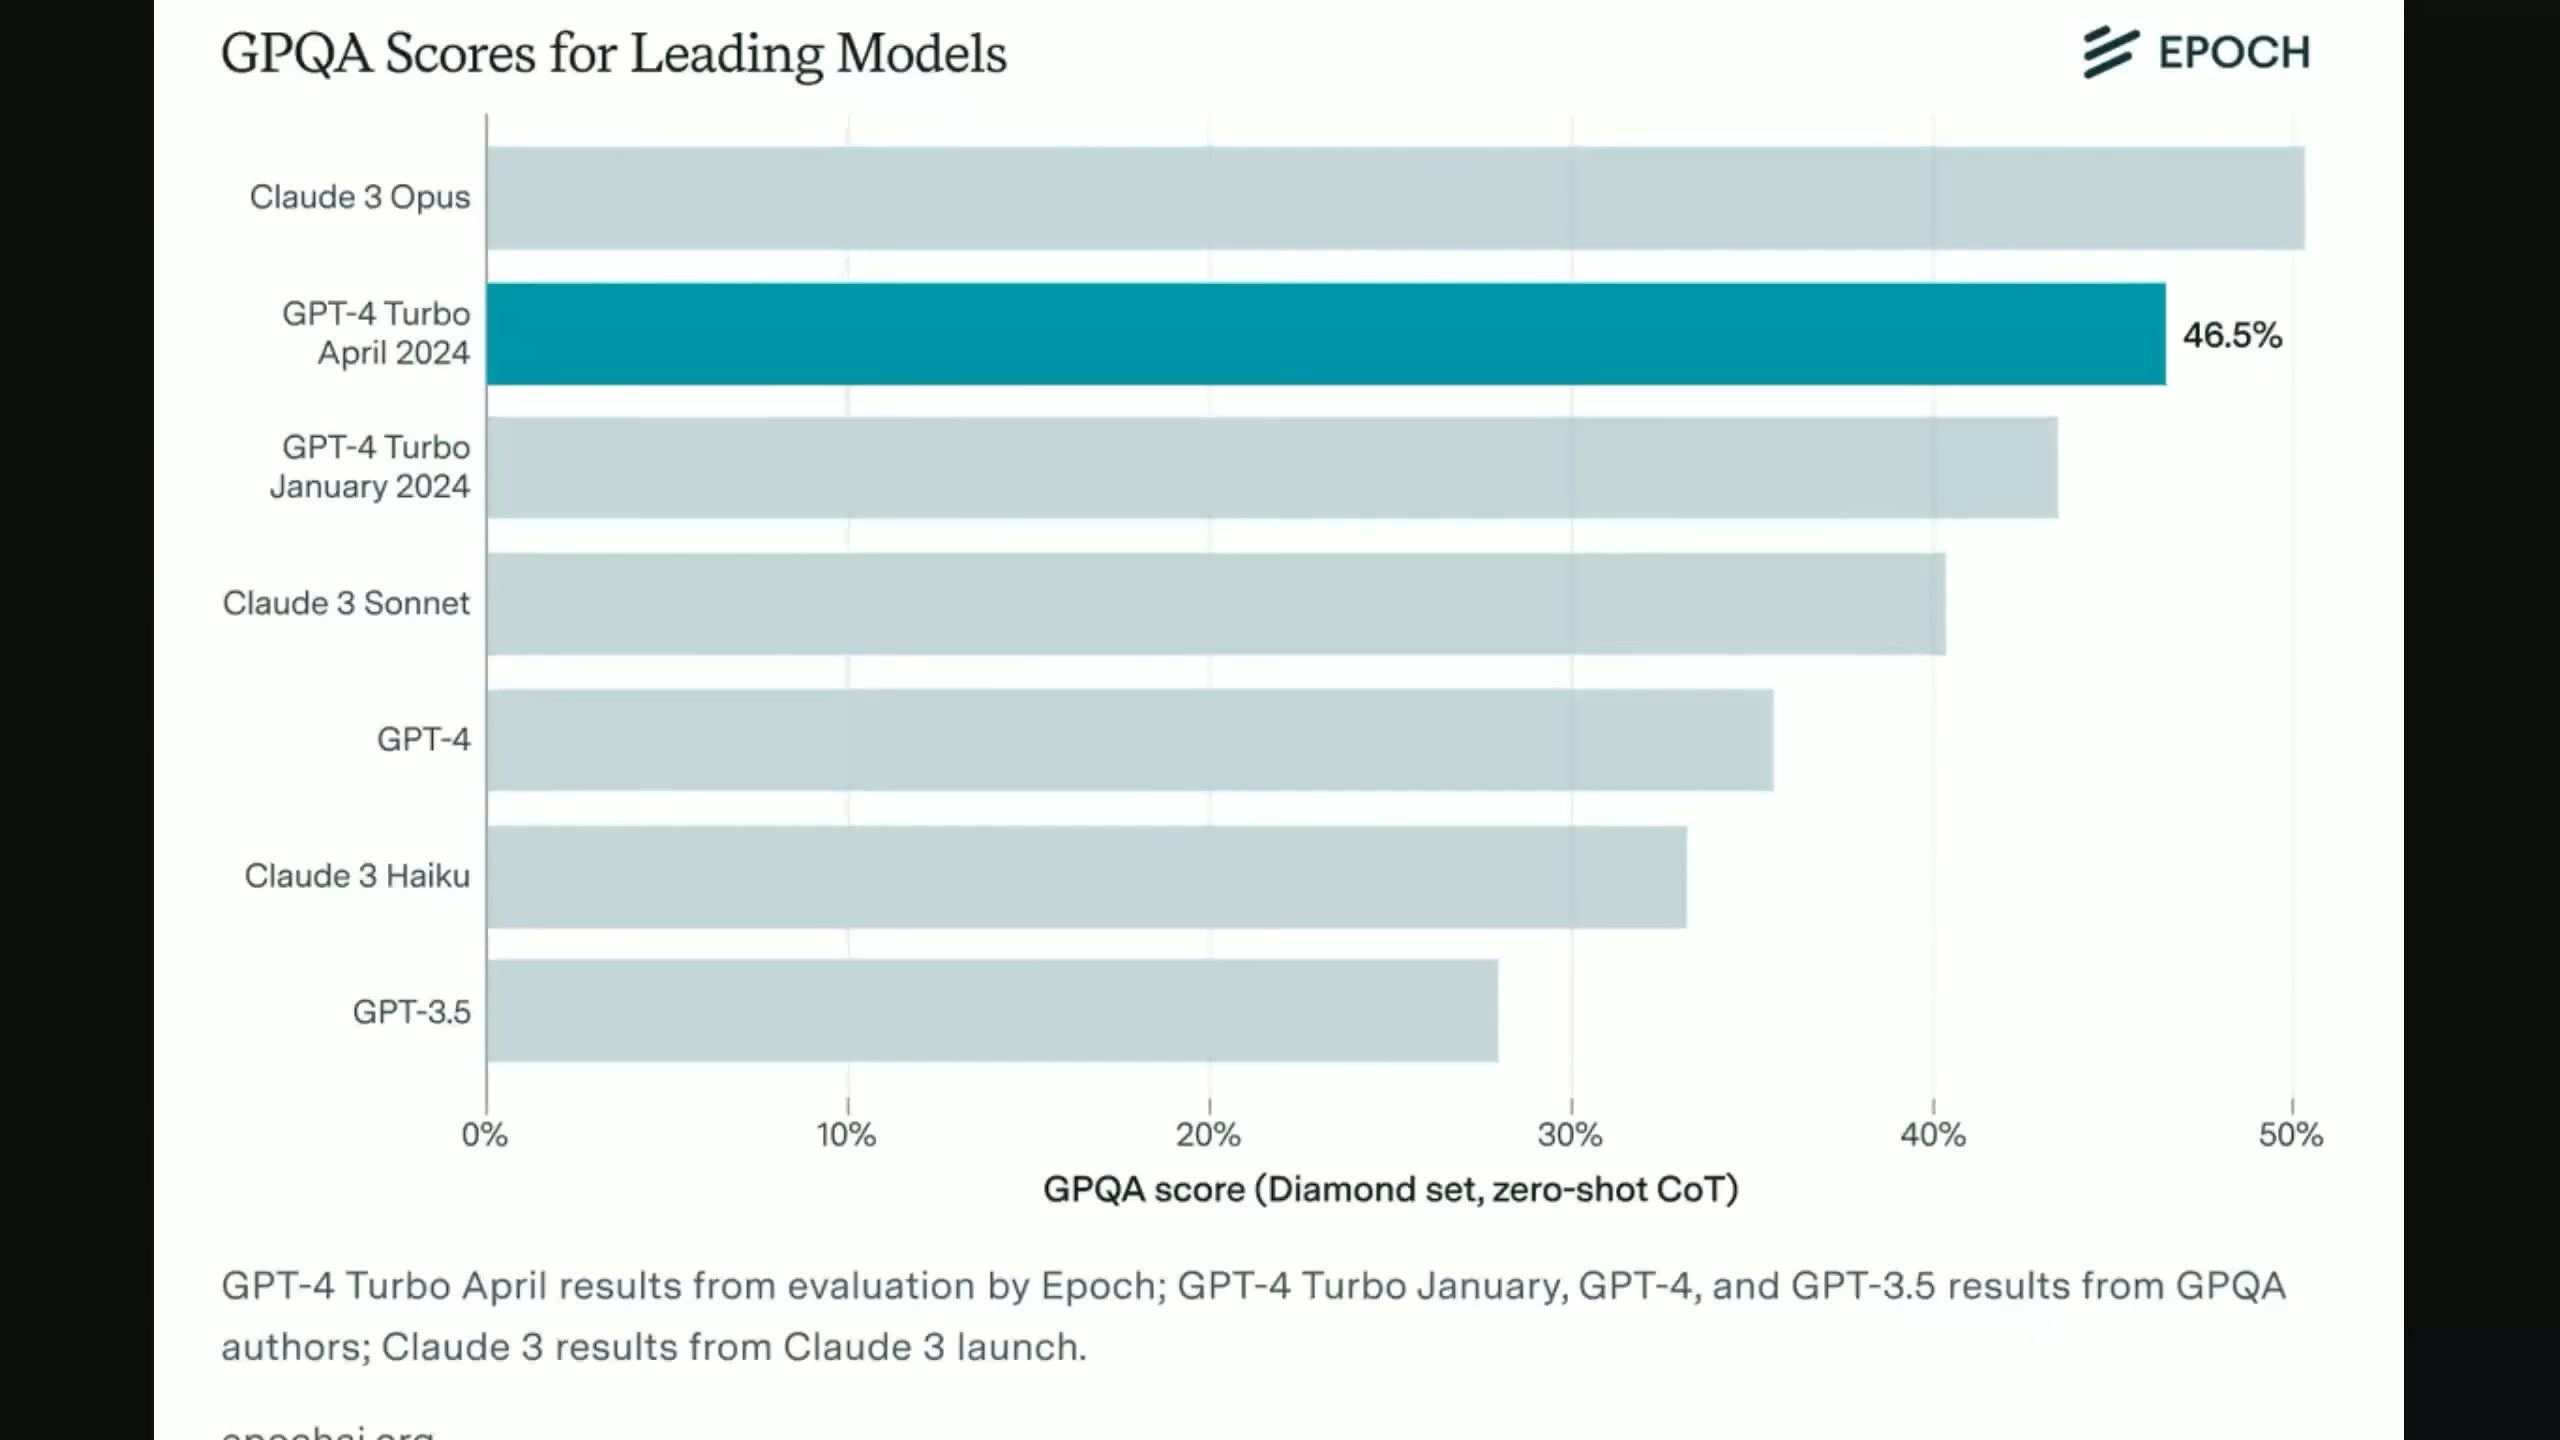 GPQA Scores for Leading Models
EPOCH
Claude 3 Opus
GPT-4 Turbo
April 2024
46.5%
GPT-4 Turbo
January 2024
Claude 3 Sonnet
GPT-4
Claude 3 Haiku
GPT-3.5
0%
10%
20%
30%
40%
50%
GPQA score (Diamond set, zero-shot CoT)
GPT-4 Turbo April results from evaluation by Epoch; GPT-4 Turbo January, GPT-4, and GPT-3.5 results from GPQA
authors; Claude 3 results from Claude 3 launch.
epochai.org